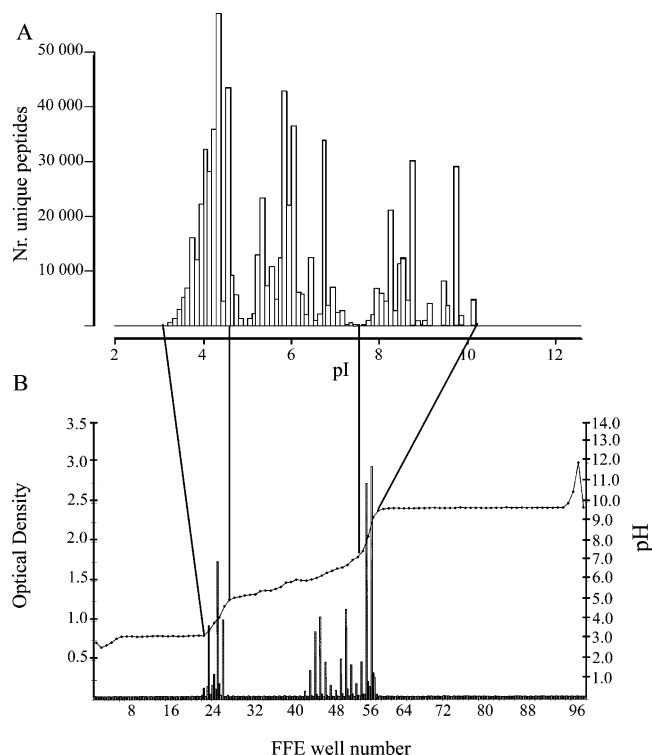 A
50 000
40 000
30 000
20 000
10 000
Nr. unique peptides
2 4 6 8 10 12
pI
B
3.5
3.0
2.5
2.0
1.5
1.0
0.5
Optical Density
14.0
13.0
12.0
11.0
10.0
9.0
8.0
7.0
6.0
5.0
4.0
3.0
2.0
1.0
pH
8 16 24 32 42 48 56 64 72 80 88 96
FFE well number